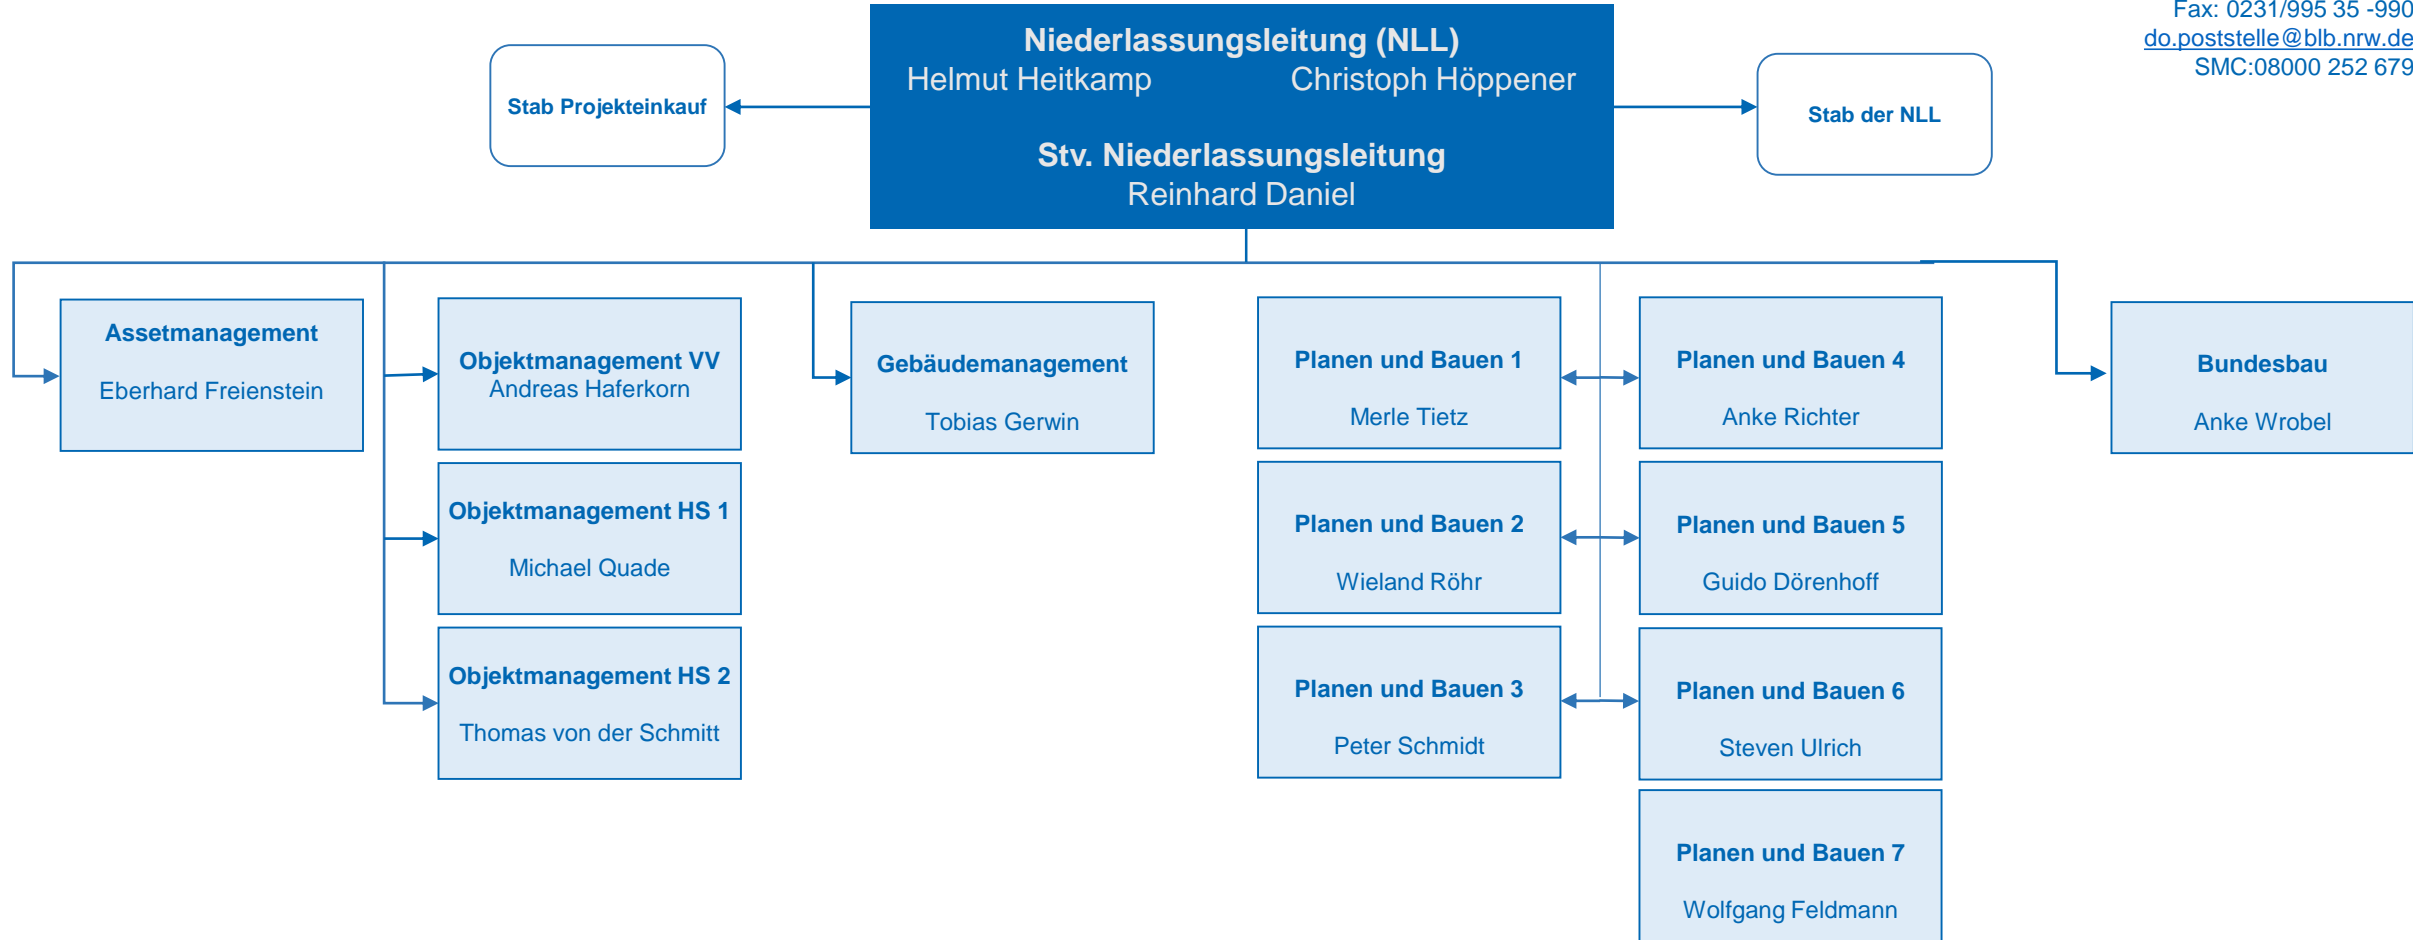 Fax: 0231/995 35 -990
do.poststelle@blb.nrw.de
SMC:08000 252 679
Niederlassungsleitung (NLL)
Helmut Heitkamp Christoph Höppener
Stv. Niederlassungsleitung
Reinhard Daniel
Stab Projekteinkauf
Stab der NLL
Assetmanagement
Eberhard Freienstein
Objektmanagement VV
Andreas Haferkorn
Objektmanagement HS 1
Michael Quade
Objektmanagement HS 2
Thomas von der Schmitt
Gebäudemanagement
Tobias Gerwin
Planen und Bauen 1
Merle Tietz
Planen und Bauen 2
Wieland Röhr
Planen und Bauen 3
Peter Schmidt
Planen und Bauen 4
Anke Richter
Planen und Bauen 5
Guido Dörenhoff
Planen und Bauen 6
Steven Ulrich
Planen und Bauen 7
Wolfgang Feldmann
Bundesbau
Anke Wrobel